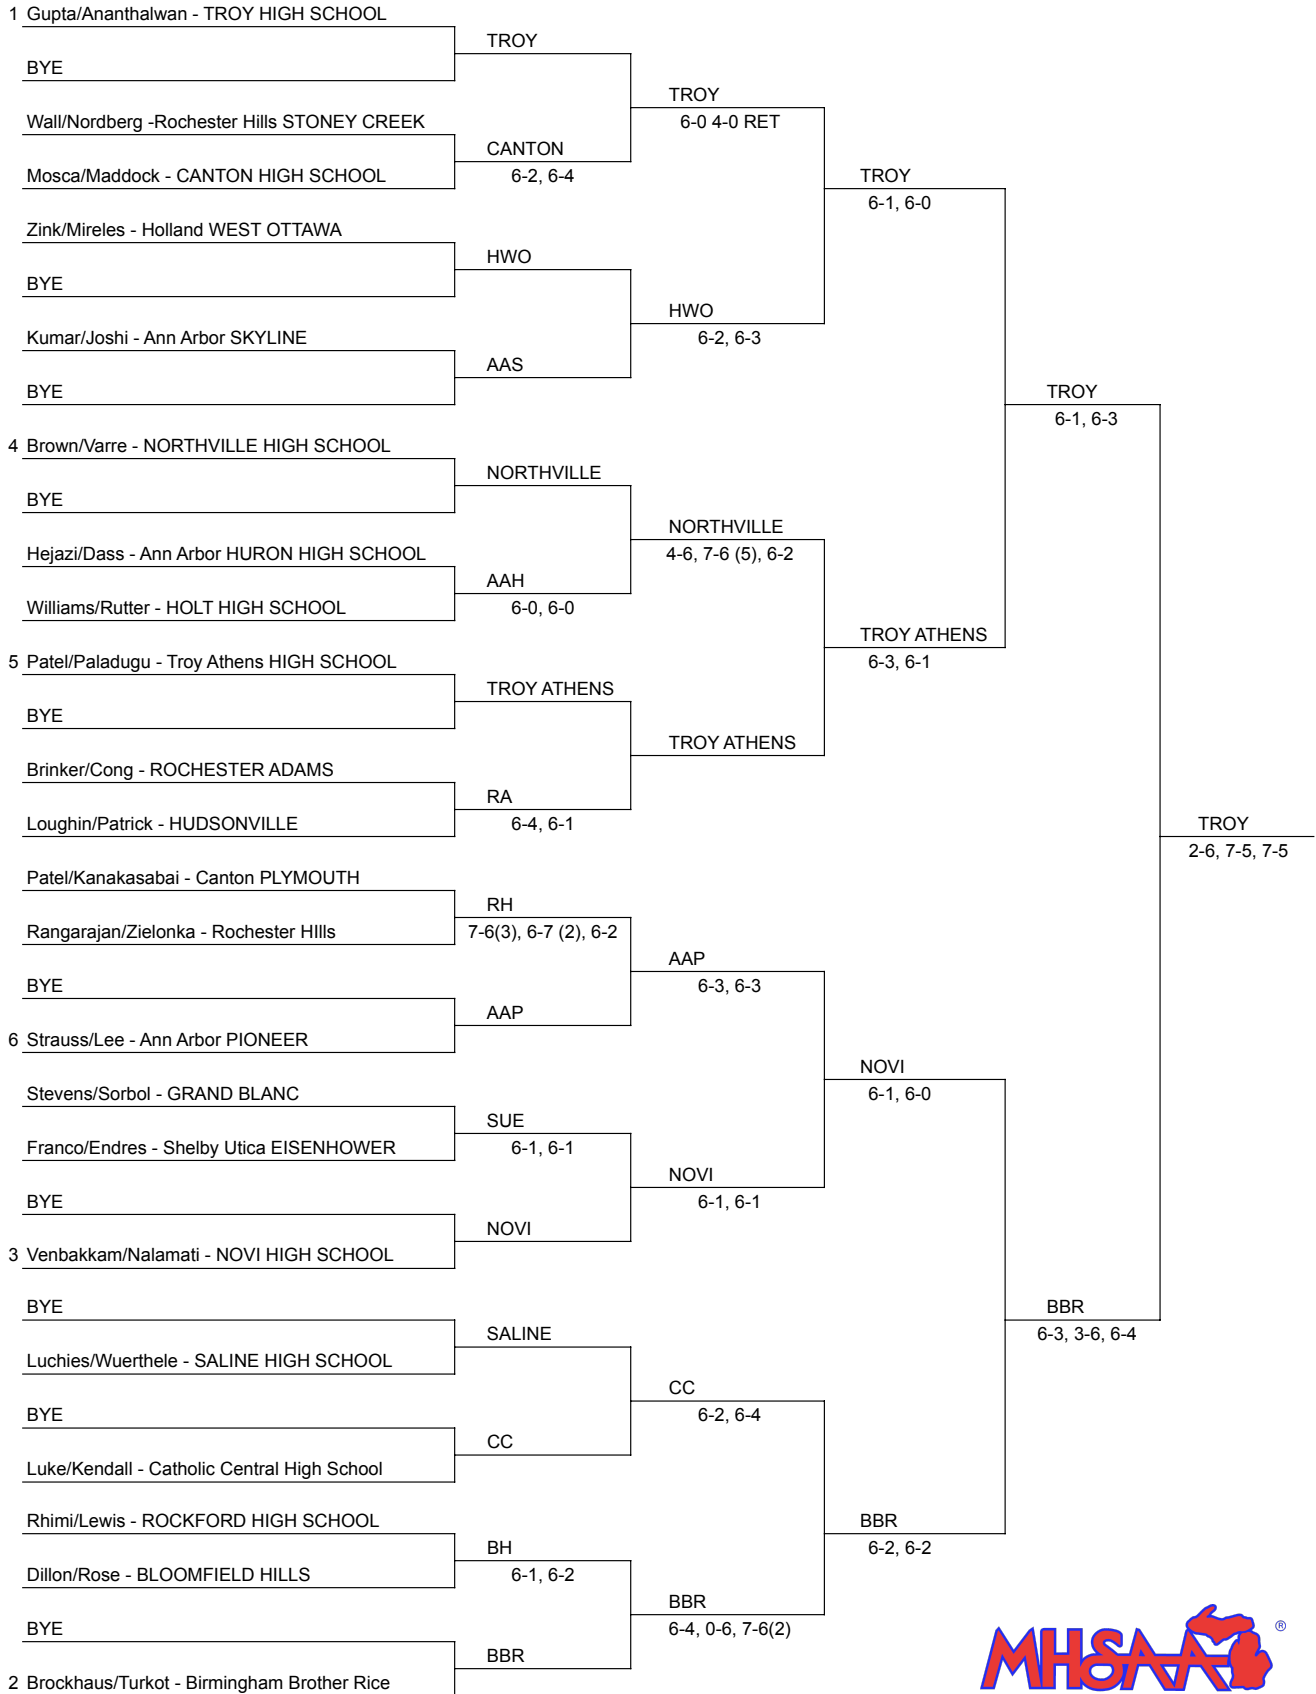 1 Gupta/Ananthalwan - TROY HIGH SCHOOL
TROY
BYE
TROY
Wall/Nordberg -Rochester Hills STONEY CREEK
6-0 4-0 RET
CANTON
Mosca/Maddock - CANTON HIGH SCHOOL
6-2, 6-4
TROY
6-1, 6-0
Zink/Mireles - Holland WEST OTTAWA
HWO
BYE
HWO
Kumar/Joshi - Ann Arbor SKYLINE
6-2, 6-3
AAS
BYE
TROY
6-1, 6-3
4 Brown/Varre - NORTHVILLE HIGH SCHOOL
NORTHVILLE
BYE
NORTHVILLE
Hejazi/Dass - Ann Arbor HURON HIGH SCHOOL
4-6, 7-6 (5), 6-2
AAH
Williams/Rutter - HOLT HIGH SCHOOL
6-0, 6-0
TROY ATHENS
5 Patel/Paladugu - Troy Athens HIGH SCHOOL
6-3, 6-1
TROY ATHENS
BYE
TROY ATHENS
Brinker/Cong - ROCHESTER ADAMS
RA
Loughin/Patrick - HUDSONVILLE
6-4, 6-1
TROY
2-6, 7-5, 7-5
Patel/Kanakasabai - Canton PLYMOUTH
RH
Rangarajan/Zielonka - Rochester HIlls
7-6(3), 6-7 (2), 6-2
AAP
BYE
6-3, 6-3
AAP
6 Strauss/Lee - Ann Arbor PIONEER
NOVI
Stevens/Sorbol - GRAND BLANC
6-1, 6-0
SUE
Franco/Endres - Shelby Utica EISENHOWER
6-1, 6-1
NOVI
BYE
6-1, 6-1
NOVI
3 Venbakkam/Nalamati - NOVI HIGH SCHOOL
BYE
BBR
SALINE
6-3, 3-6, 6-4
Luchies/Wuerthele - SALINE HIGH SCHOOL
CC
BYE
6-2, 6-4
CC
Luke/Kendall - Catholic Central High School
Rhimi/Lewis - ROCKFORD HIGH SCHOOL
BBR
BH
6-2, 6-2
Dillon/Rose - BLOOMFIELD HILLS
6-1, 6-2
BBR
BYE
6-4, 0-6, 7-6(2)
BBR
2 Brockhaus/Turkot - Birmingham Brother Rice
MHSAA ®